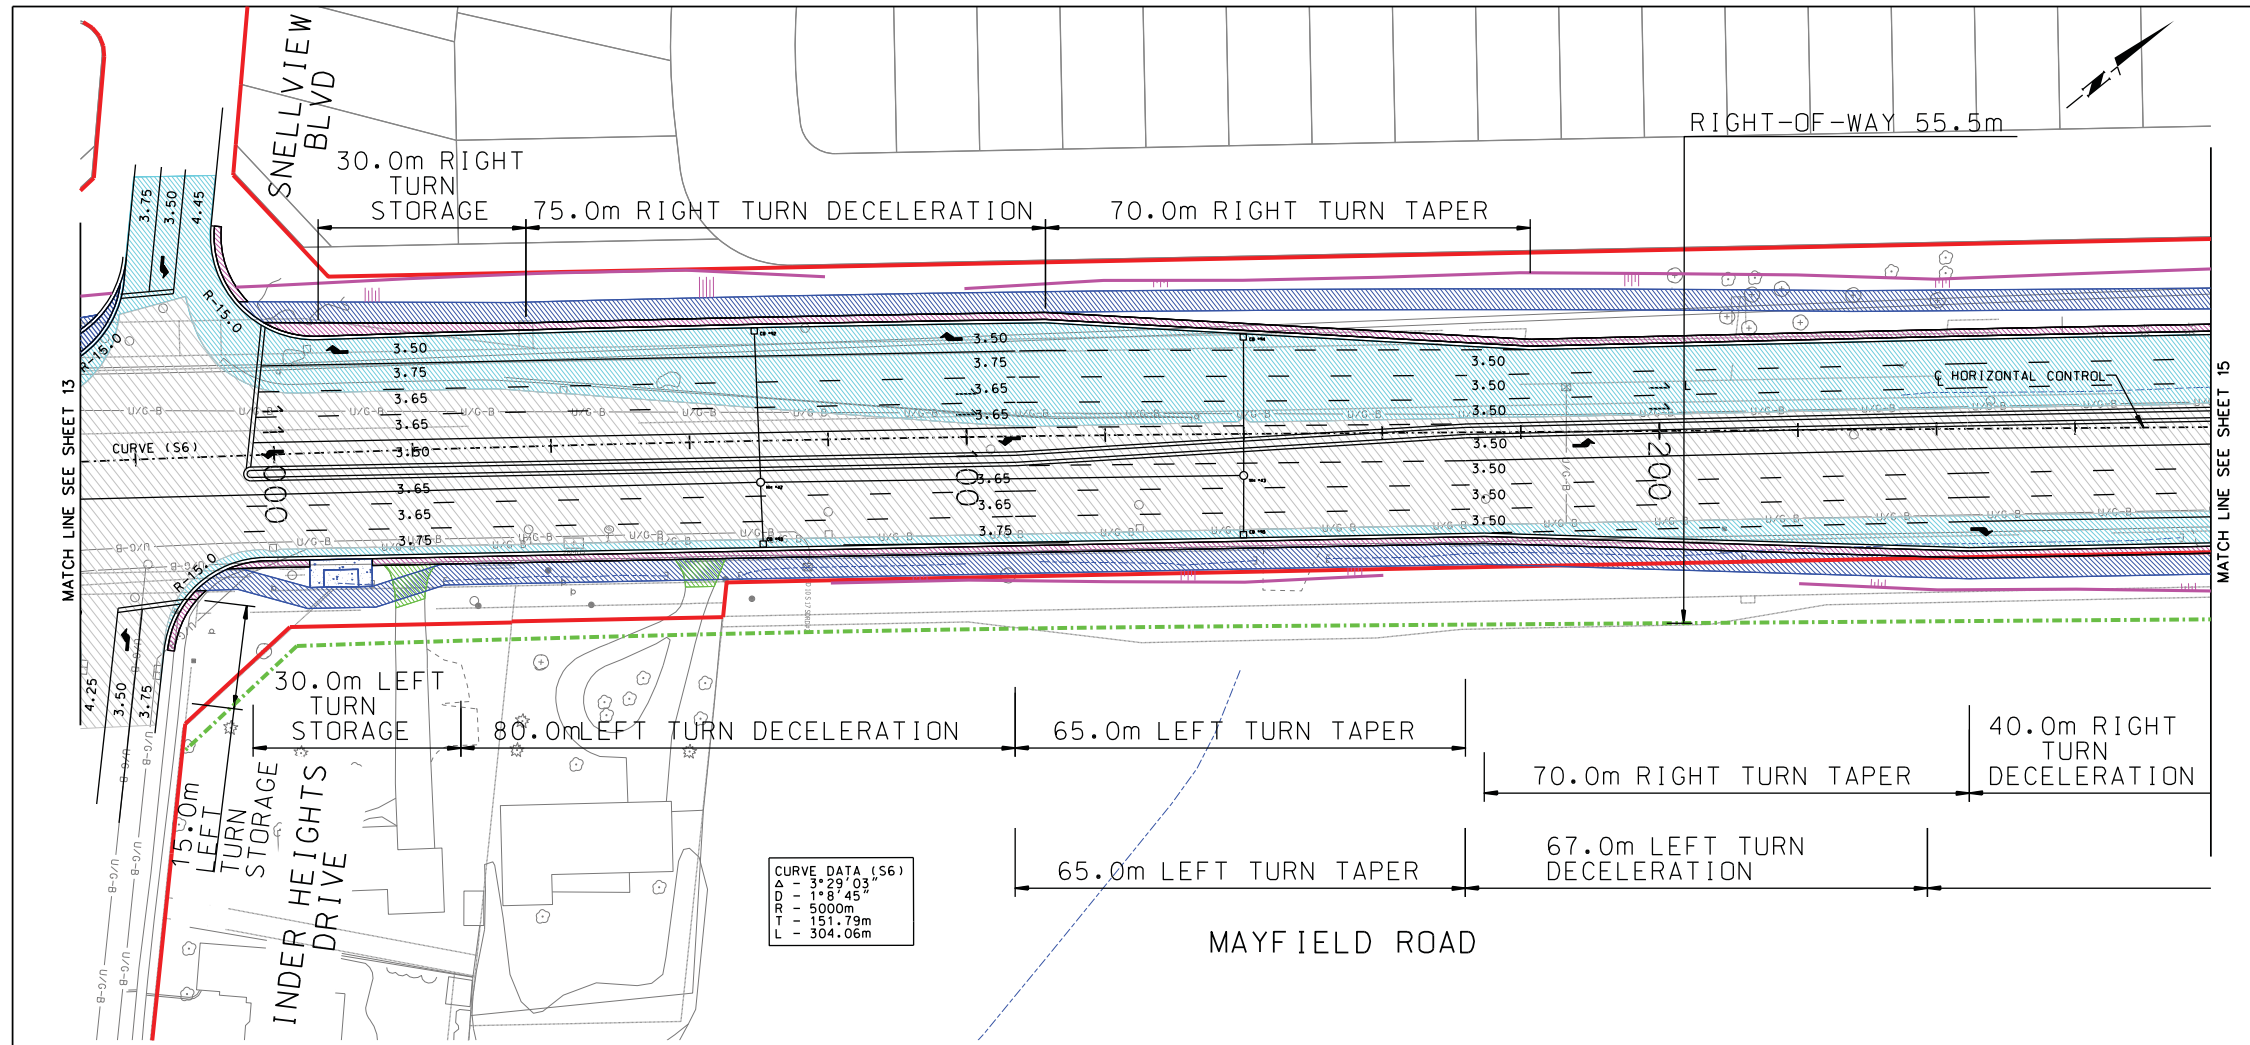 SNELLVIEW
BLVD
N
RIGHT-OF-WAY 55.5m
30.0m RIGHT
TURN
STORAGE
75.0m RIGHT TURN DECELERATION
70.0m RIGHT TURN TAPER
3.75
3.50
4.45
R-15.0
R-15.0
3.50
3.75
3.65
3.65
3.50
3.65
3.65
3.75
3.50
3.75
3.65
3.65
3.65
3.65
3.75
3.50
3.50
3.50
3.50
3.50
3.50
3.50
℄ HORIZONTAL CONTROL
CURVE (S6)
U/G-B U/G-B U/G-B U/G-B U/G-B U/G-B U/G-B U/G-B U/G-B U/G-B U/G-B U/G-B
11000
1100
11200
MATCH LINE SEE SHEET 13
MATCH LINE SEE SHEET 15
U/G-B U/G-B U/G-B U/G-B U/G-B U/G-B U/G-B U/G-B U/G-B U/G-B
R-15.0
4.25
3.50
3.75
30.0m LEFT
TURN
STORAGE
80.0mLEFT TURN DECELERATION
65.0m LEFT TURN TAPER
70.0m RIGHT TURN TAPER
40.0m RIGHT
TURN
DECELERATION
15.0m
LEFT
TURN
STORAGE
INDER HEIGHTS
DRIVE
65.0m LEFT TURN TAPER
67.0m LEFT TURN
DECELERATION
CURVE DATA (S6)
Δ - 3°29'03"
D - 1°8'45"
R - 5000m
T - 151.79m
L - 304.06m
MAYFIELD ROAD